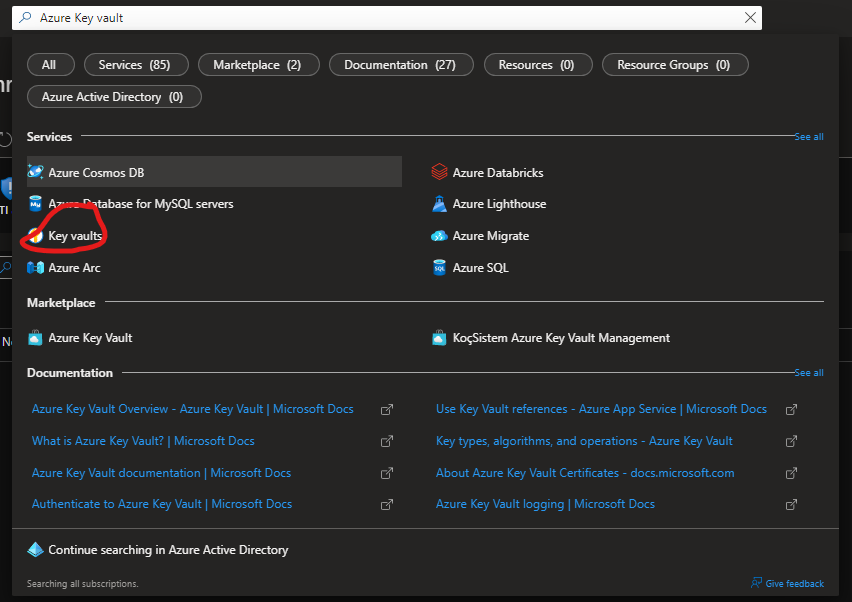 Azure Key vault
All
Services (85)
Marketplace (2)
Documentation (27)
Resources (0)
Resource Groups (0)
Azure Active Directory (0)
Services
See all
Azure Cosmos DB
Azure Databricks
Azure Database for MySQL servers
Azure Lighthouse
Key vaults
Azure Migrate
Azure Arc
Azure SQL
Marketplace
Azure Key Vault
KoçSistem Azure Key Vault Management
Documentation
See all
Azure Key Vault Overview - Azure Key Vault | Microsoft Docs
Use Key Vault references - Azure App Service | Microsoft Docs
What is Azure Key Vault? | Microsoft Docs
Key types, algorithms, and operations - Azure Key Vault
Azure Key Vault documentation | Microsoft Docs
About Azure Key Vault Certificates - docs.microsoft.com
Authenticate to Azure Key Vault | Microsoft Docs
Azure Key Vault logging | Microsoft Docs
Continue searching in Azure Active Directory
Searching all subscriptions.
Give feedback